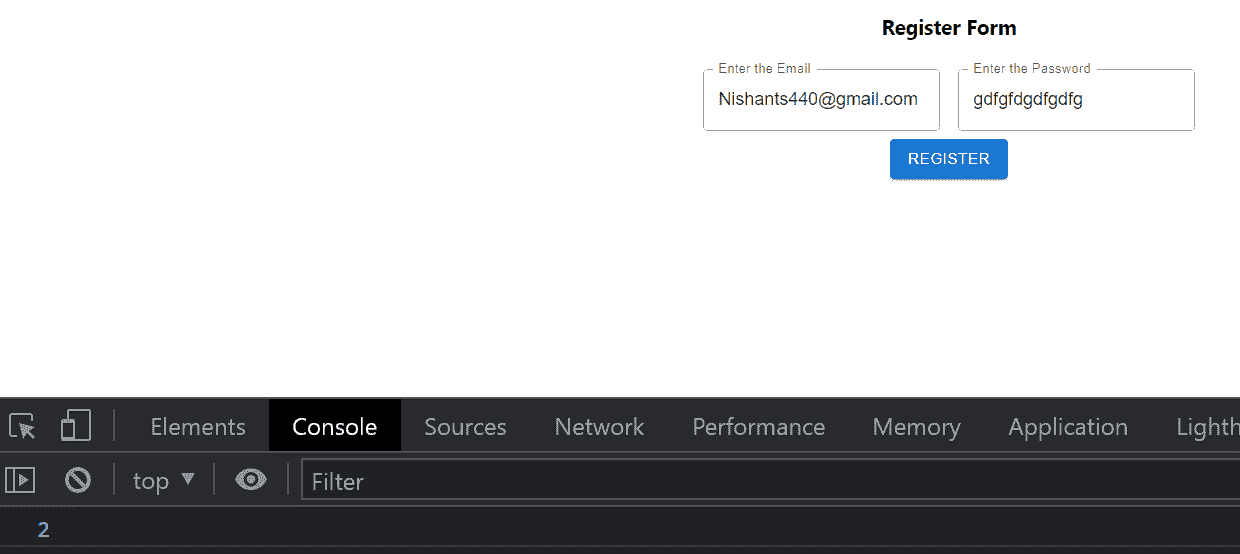 Register Form
Enter the Email Enter the Password
Nishants440@gmail.com gdfgfdgdfgdfg
REGISTER
Elements Console Sources Network Performance Memory Application Lighth
top Filter
2